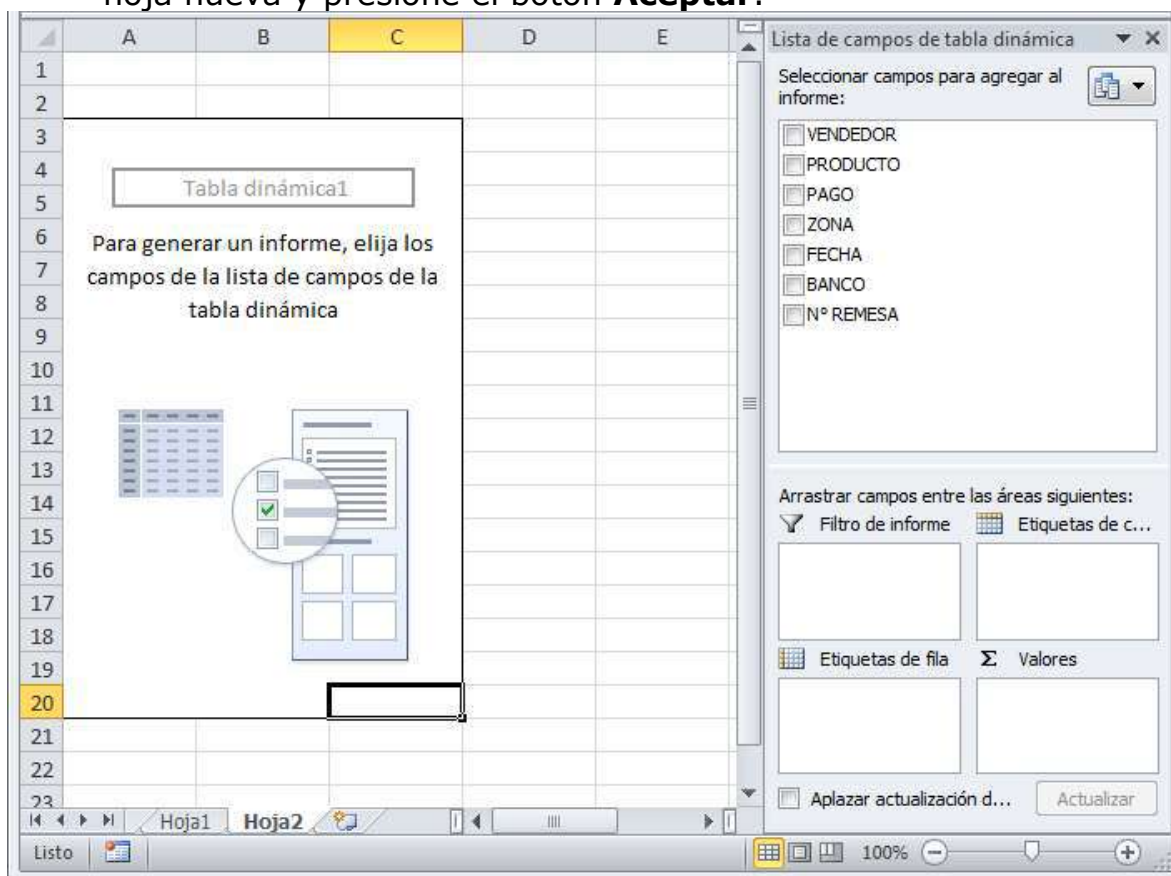 hoja nueva y presione el botón Aceptar.
A B C D E
Lista de campos de tabla dinámica
Seleccionar campos para agregar al
informe:
1
2
3
4
5
6
7
8
9
10
11
12
13
14
15
16
17
18
19
20
21
22
23
Tabla dinámica1
Para generar un informe, elija los
campos de la lista de campos de la
tabla dinámica
VENDEDOR
PRODUCTO
PAGO
ZONA
FECHA
BANCO
Nº REMESA
Arrastrar campos entre las áreas siguientes:
Filtro de informe Etiquetas de c...
Etiquetas de fila Σ Valores
Aplazar actualización d... Actualizar
Hoja1 Hoja2
Listo 100%